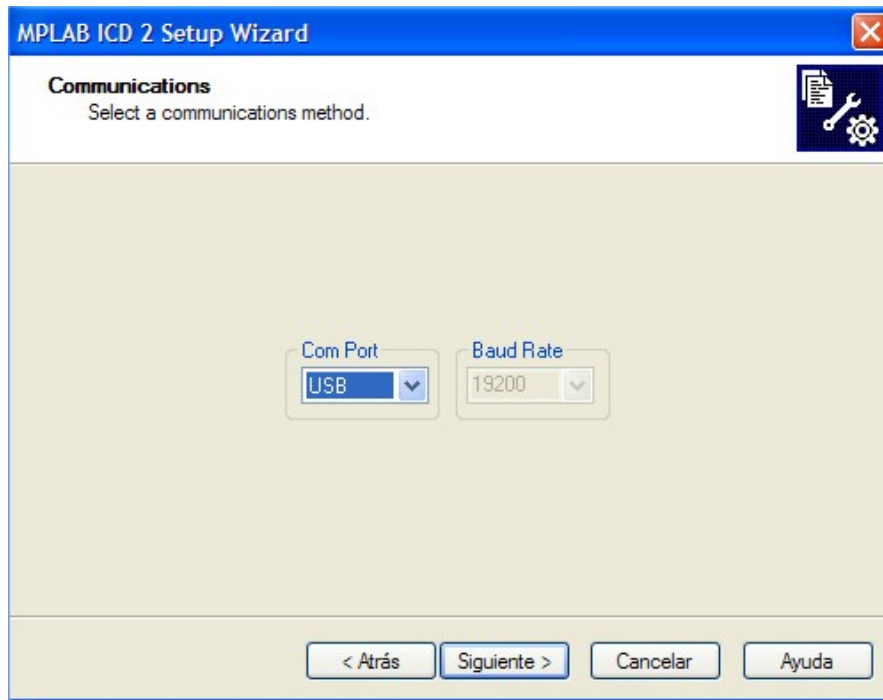 MPLAB ICD 2 Setup Wizard
Communications
Select a communications method.
Com Port
Baud Rate
USB
19200
< Atrás
Siguiente >
Cancelar
Ayuda